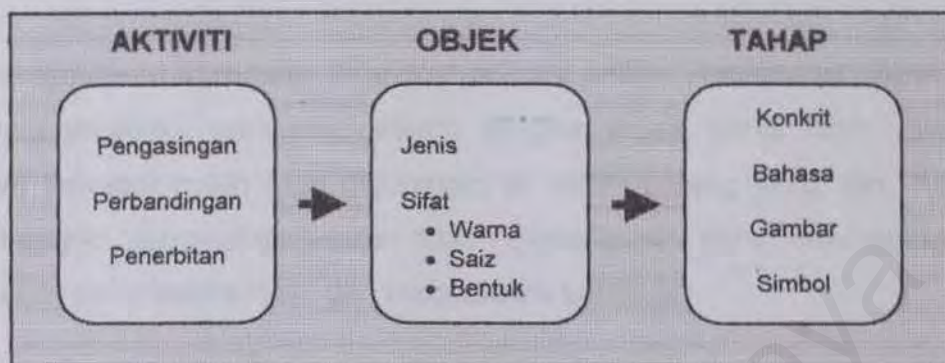 AKTIVITI
Pengasingan
Perbandingan
Penerbitan
OBJEK
Jenis
Sifat
• Warna
• Saiz
• Bentuk
TAHAP
Konkrit
Bahasa
Gambar
Simbol